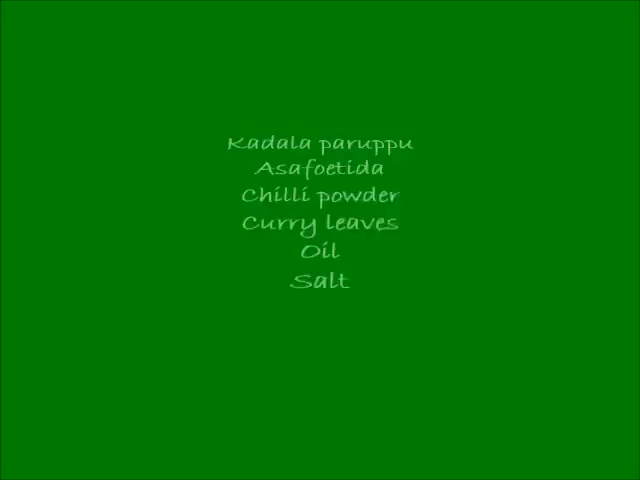 Kadala paruppu
Asafoetida
Chilli powder
Curry leaves
Oil
Salt